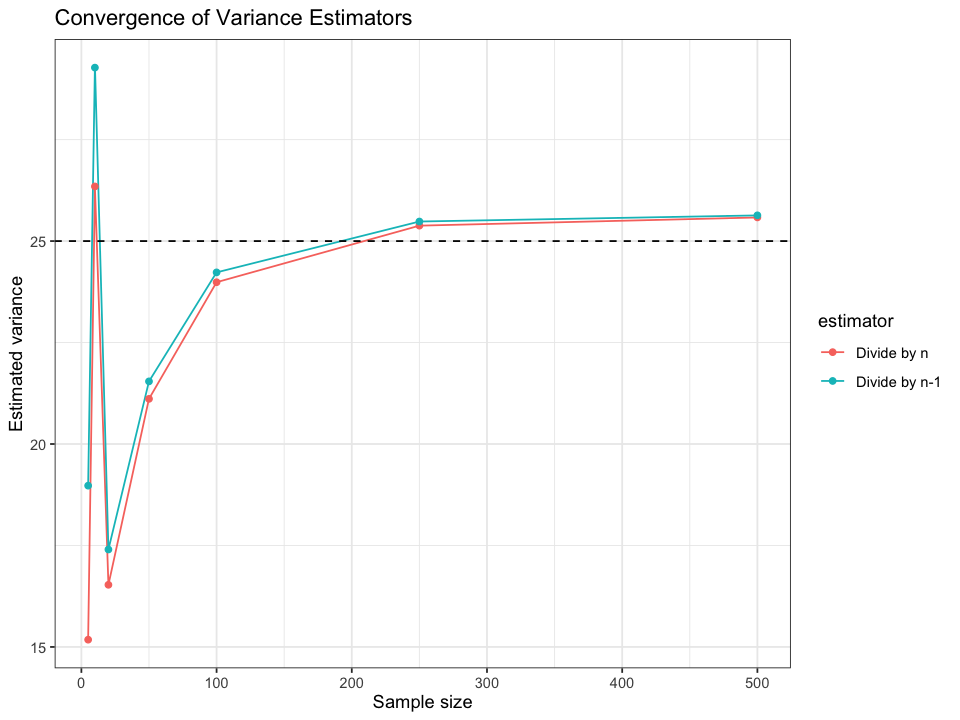 Convergence of Variance Estimators
Estimated variance
25
20
15
0 100 200 300 400 500
Sample size
estimator
Divide by n
Divide by n-1